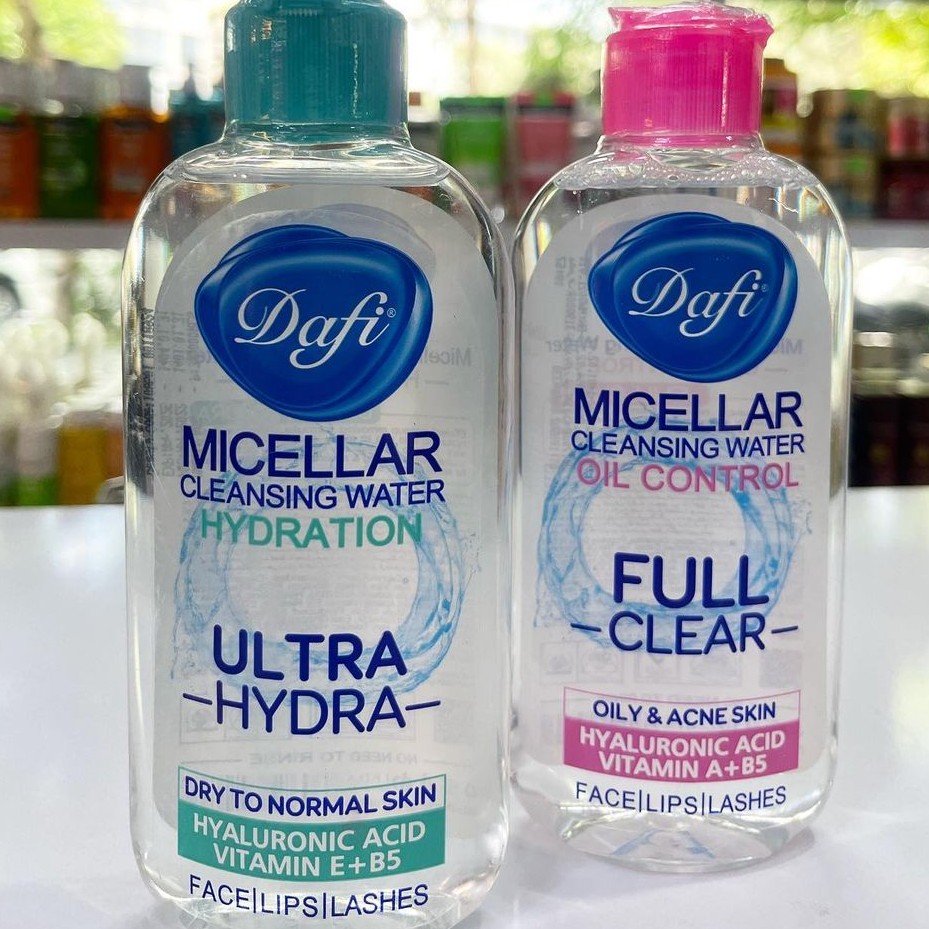 Dafi®
MICELLAR
CLEANSING WATER
HYDRATION
ULTRA
–HYDRA–
DRY TO NORMAL SKIN
HYALURONIC ACID
VITAMIN E+B5
FACE|LIPS|LASHES
Dafi®
MICELLAR
CLEANSING WATER
OIL CONTROL
FULL
–CLEAR–
OILY & ACNE SKIN
HYALURONIC ACID
VITAMIN A+B5
FACE|LIPS|LASHES